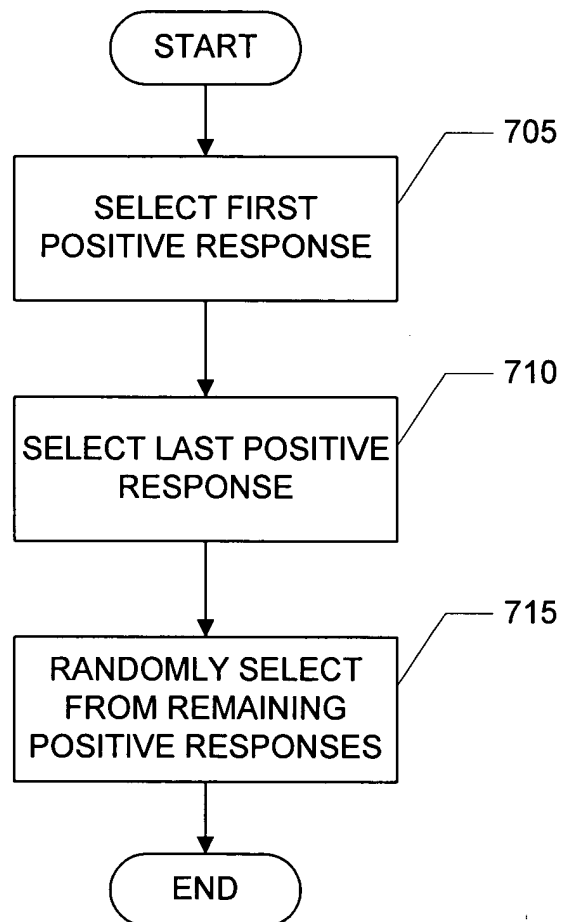 START
705
SELECT FIRST
POSITIVE RESPONSE
710
SELECT LAST POSITIVE
RESPONSE
715
RANDOMLY SELECT
FROM REMAINING
POSITIVE RESPONSES
END